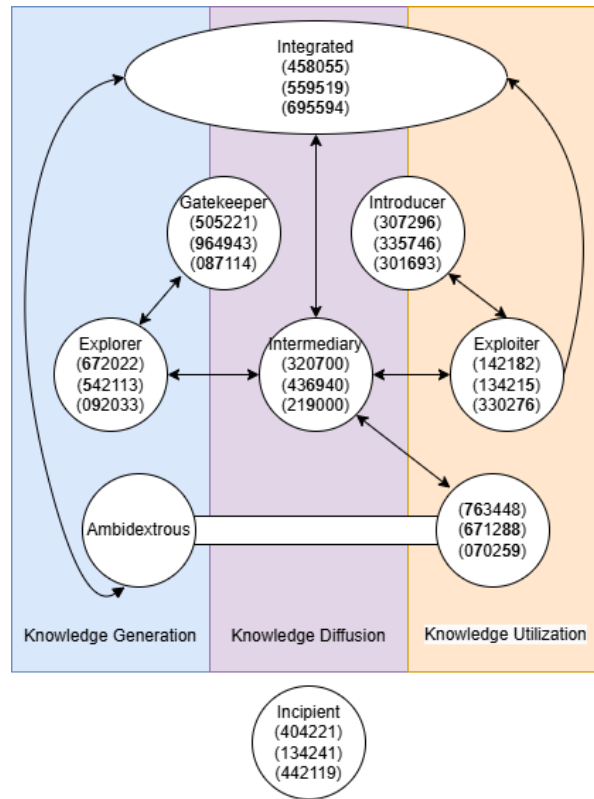 Integrated
(458055)
(559519)
(695594)
Gatekeeper
(505221)
(964943)
(087114)
Introducer
(307296)
(335746)
(301693)
Explorer
(672022)
(542113)
(092033)
Intermediary
(320700)
(436940)
(219000)
Exploiter
(142182)
(134215)
(330276)
Ambidextrous
(763448)
(671288)
(070259)
Knowledge Generation
Knowledge Diffusion
Knowledge Utilization
Incipient
(404221)
(134241)
(442119)